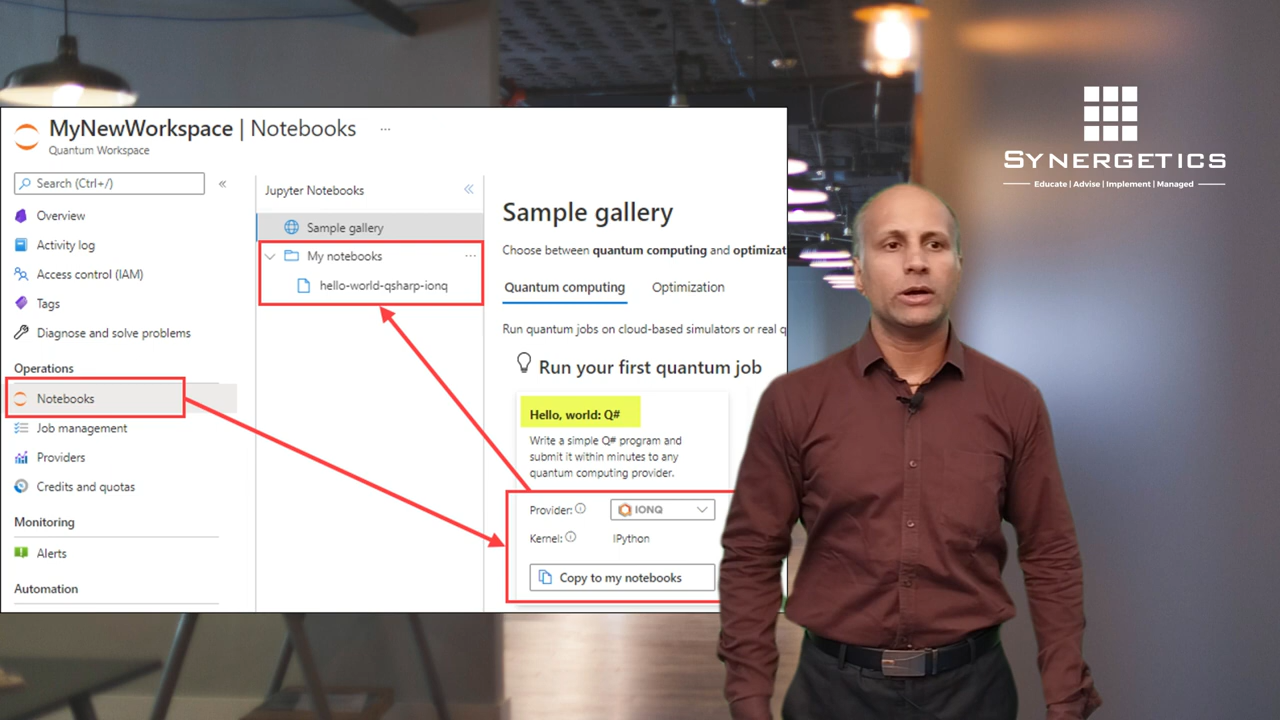 MyNewWorkspace | Notebooks ...
Quantum Workspace
Search (Ctrl+/)
«
Overview
Activity log
Access control (IAM)
Tags
Diagnose and solve problems
Operations
Notebooks
Job management
Providers
Credits and quotas
Monitoring
Alerts
Automation
Jupyter Notebooks «
Sample gallery
My notebooks ...
hello-world-qsharp-ionq
Sample gallery
Choose between quantum computing and optimizat
Quantum computing Optimization
Run quantum jobs on cloud-based simulators or real q
Run your first quantum job
Hello, world: Q#
Write a simple Q# program and
submit it within minutes to any
quantum computing provider.
Provider: IONQ
Kernel: IPython
Copy to my notebooks
SYNERGETICS
Educate | Advise | Implement | Managed